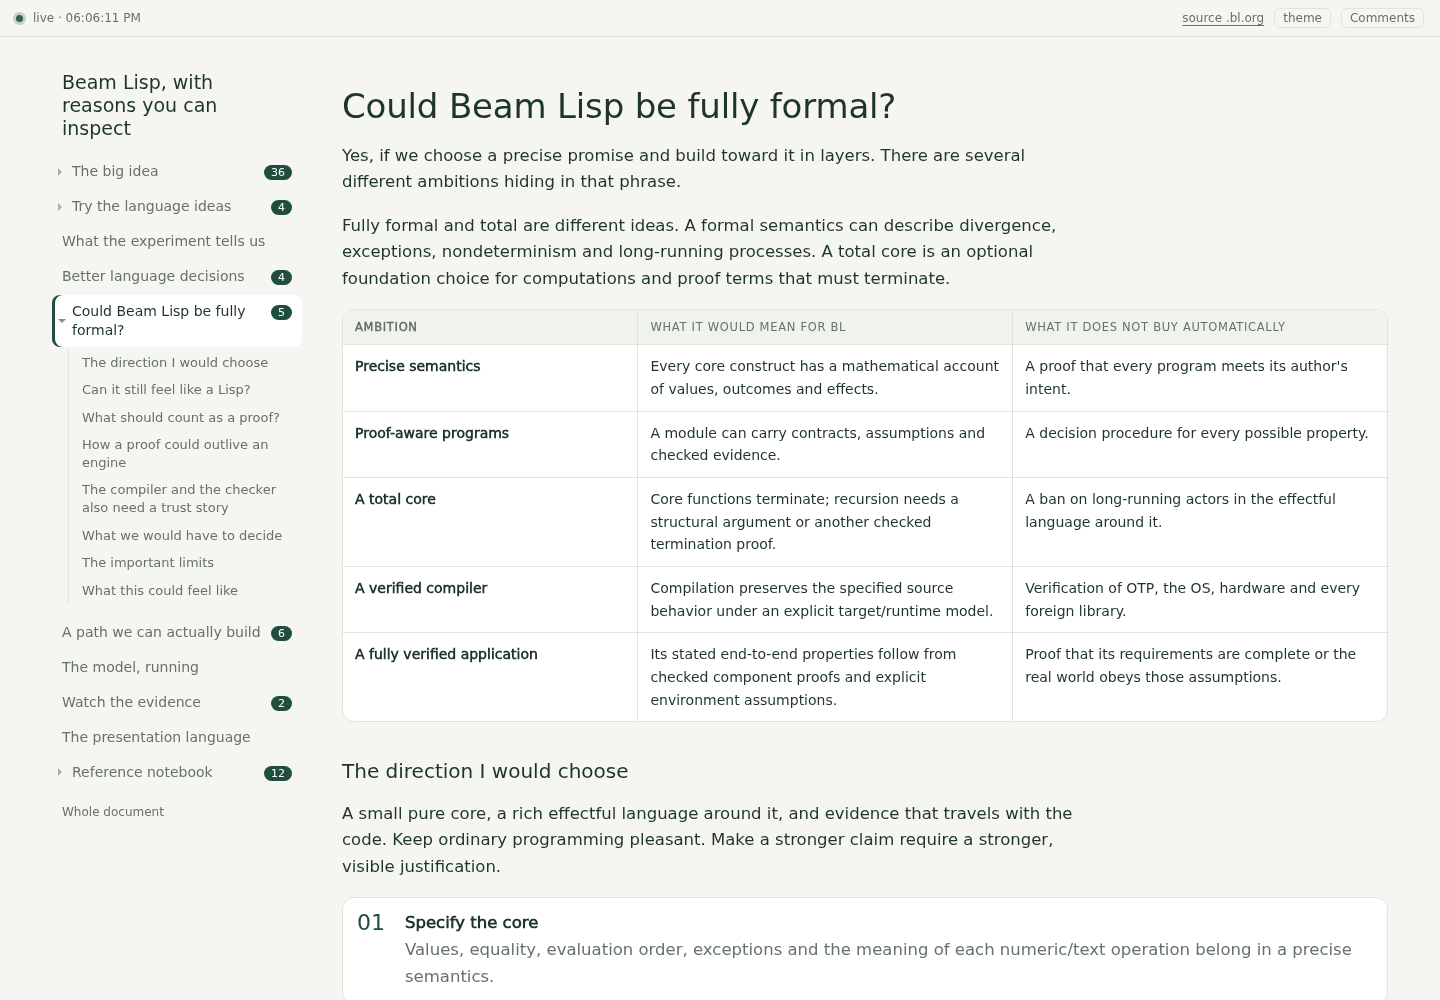 live · 06:06:11 PM
source .bl.org
theme
Comments
Beam Lisp, with
reasons you can
inspect
The big idea
36
Try the language ideas
4
What the experiment tells us
Better language decisions
4
Could Beam Lisp be fully
formal?
5
The direction I would choose
Can it still feel like a Lisp?
What should count as a proof?
How a proof could outlive an
engine
The compiler and the checker
also need a trust story
What we would have to decide
The important limits
What this could feel like
A path we can actually build
6
The model, running
Watch the evidence
2
The presentation language
Reference notebook
12
Whole document
Could Beam Lisp be fully formal?
Yes, if we choose a precise promise and build toward it in layers. There are several
different ambitions hiding in that phrase.
Fully formal and total are different ideas. A formal semantics can describe divergence,
exceptions, nondeterminism and long-running processes. A total core is an optional
foundation choice for computations and proof terms that must terminate.
AMBITION
WHAT IT WOULD MEAN FOR BL
WHAT IT DOES NOT BUY AUTOMATICALLY
Precise semantics
Every core construct has a mathematical account
of values, outcomes and effects.
A proof that every program meets its author's
intent.
Proof-aware programs
A module can carry contracts, assumptions and
checked evidence.
A decision procedure for every possible property.
A total core
Core functions terminate; recursion needs a
structural argument or another checked
termination proof.
A ban on long-running actors in the effectful
language around it.
A verified compiler
Compilation preserves the specified source
behavior under an explicit target/runtime model.
Verification of OTP, the OS, hardware and every
foreign library.
A fully verified application
Its stated end-to-end properties follow from
checked component proofs and explicit
environment assumptions.
Proof that its requirements are complete or the
real world obeys those assumptions.
The direction I would choose
A small pure core, a rich effectful language around it, and evidence that travels with the
code. Keep ordinary programming pleasant. Make a stronger claim require a stronger,
visible justification.
01
Specify the core
Values, equality, evaluation order, exceptions and the meaning of each numeric/text operation belong in a precise
semantics.